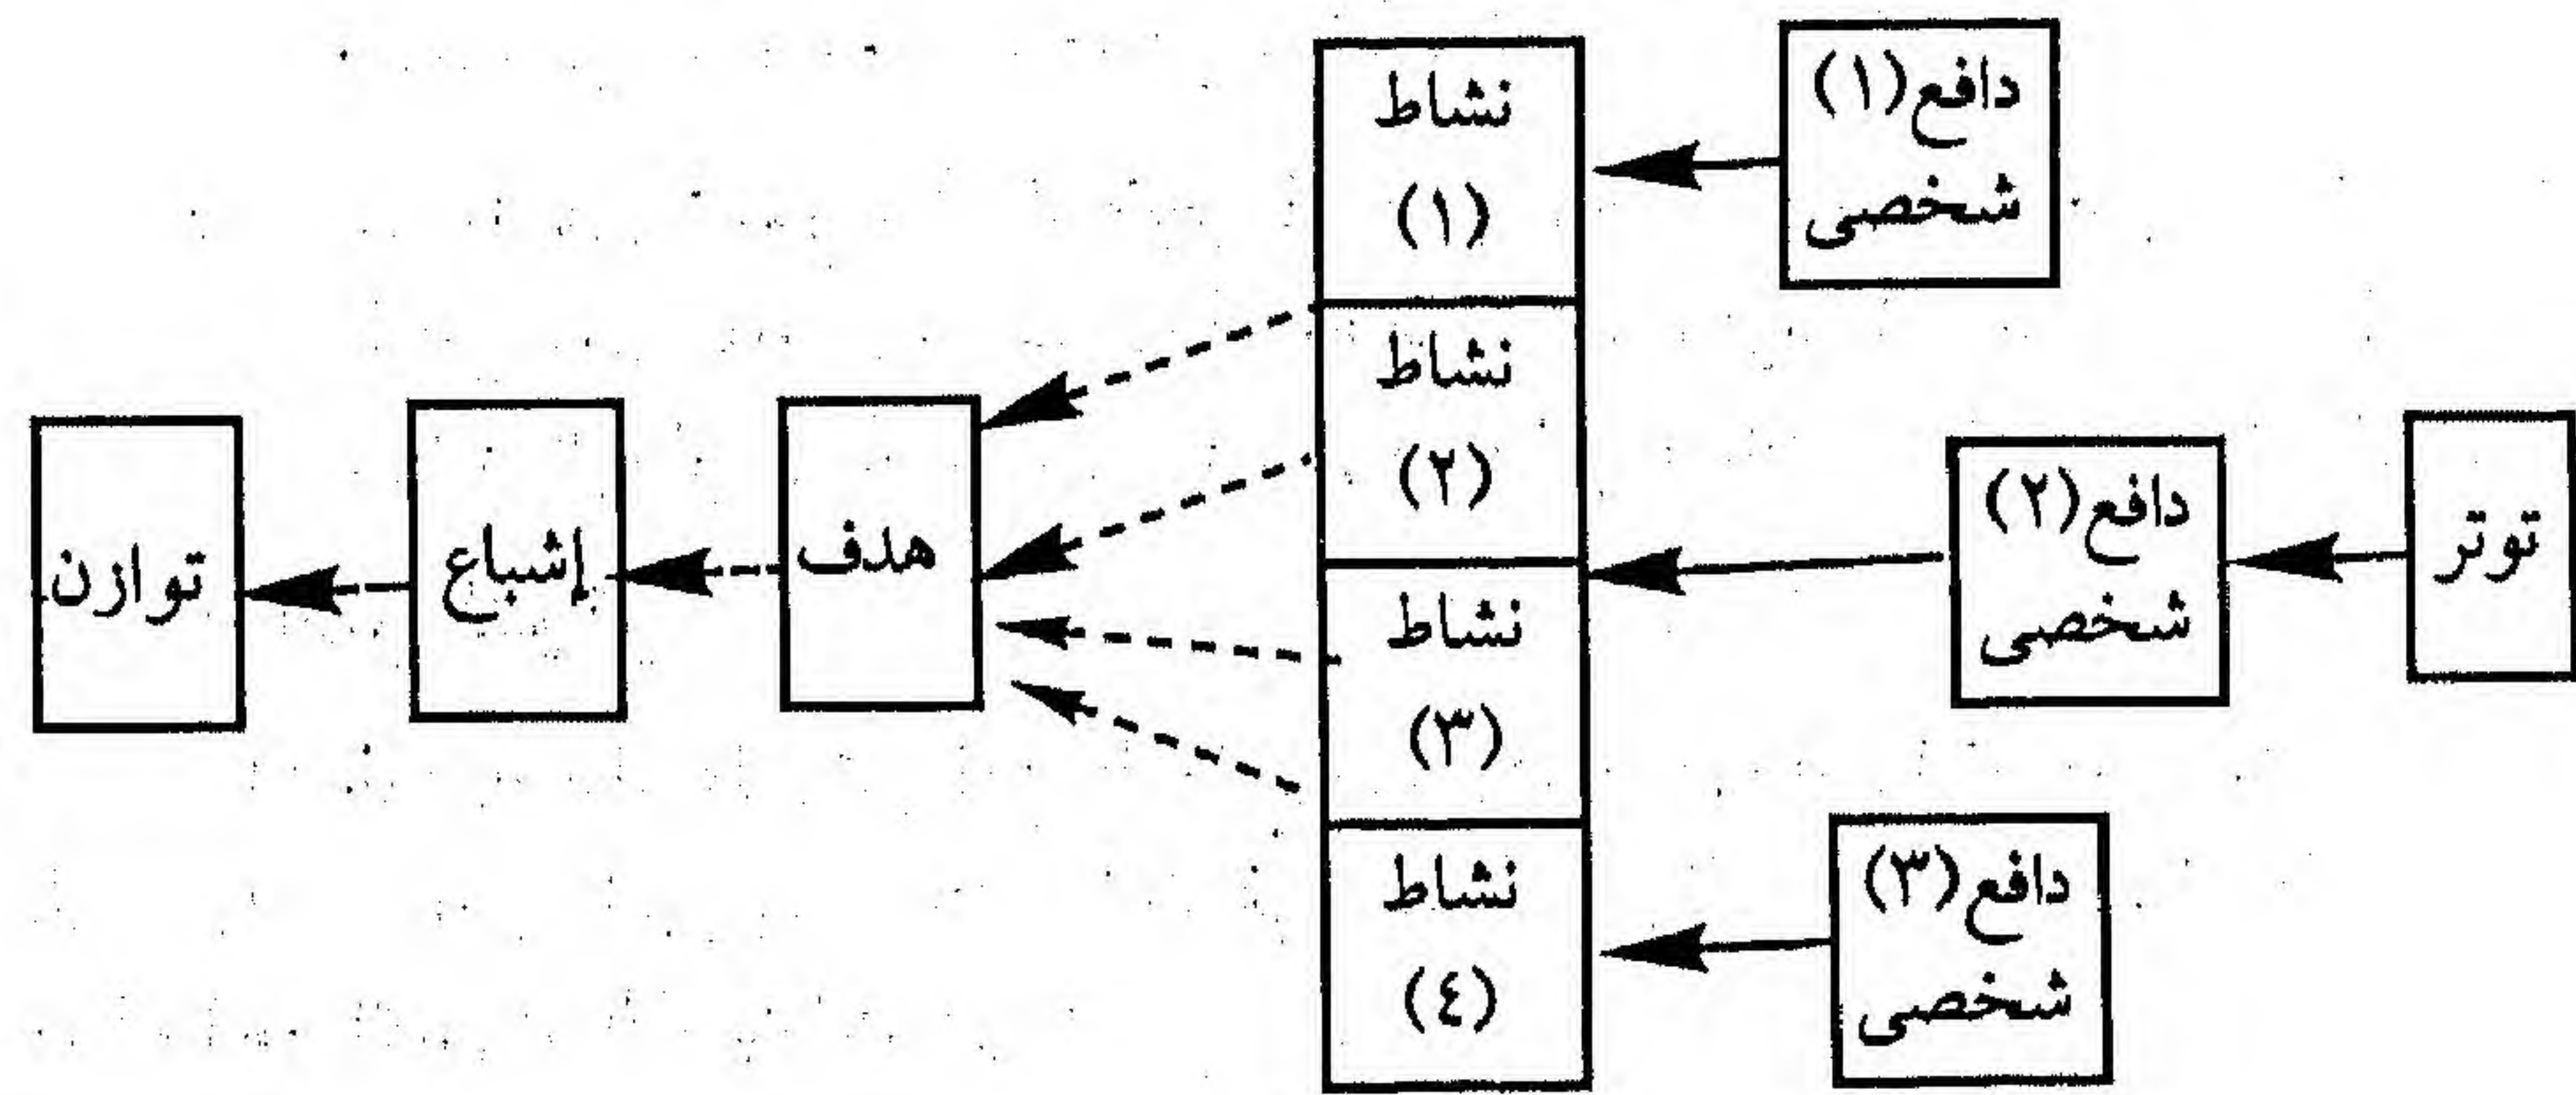 توتر
دافع (١)
شخصى
دافع (٢)
شخصى
دافع (٣)
شخصى
نشاط
(١)
نشاط
(٢)
نشاط
(٣)
نشاط
(٤)
هدف
إشباع
توازن